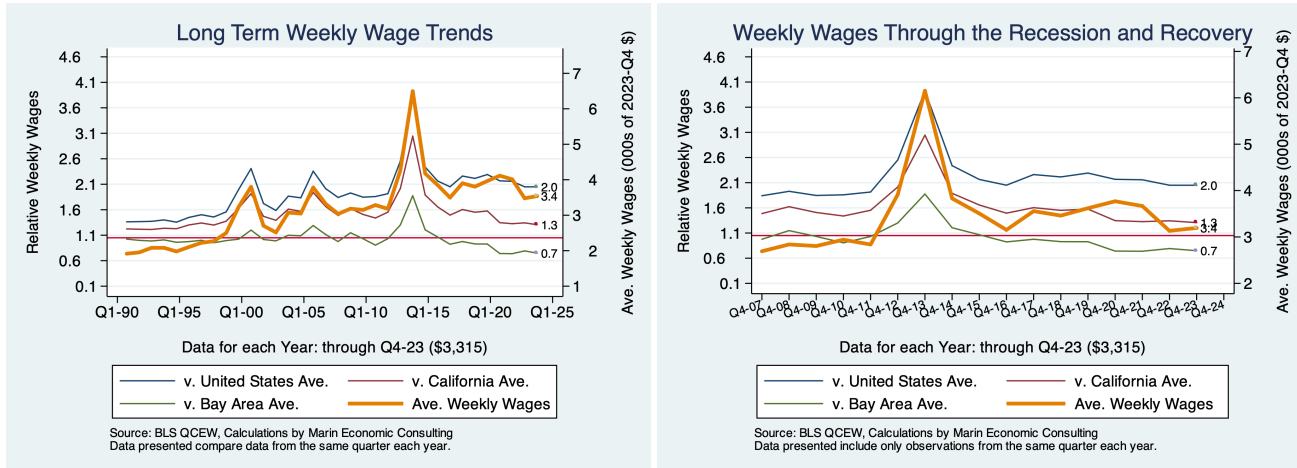 Long Term Weekly Wage Trends
Relative Weekly Wages
4.6
4.1
3.6
3.1
2.6
2.1
1.6
1.1
0.6
0.1
7
6
5
4
3
2
1
Ave. Weekly Wages (000s of 2023-Q4 $)
2.0
3.4
1.3
0.7
Q1-90 Q1-95 Q1-00 Q1-05 Q1-10 Q1-15 Q1-20 Q1-25
Data for each Year: through Q4-23 ($3,315)
v. United States Ave. v. California Ave.
v. Bay Area Ave. Ave. Weekly Wages
Source: BLS QCEW, Calculations by Marin Economic Consulting
Data presented compare data from the same quarter each year.
Weekly Wages Through the Recession and Recovery
Relative Weekly Wages
4.6
4.1
3.6
3.1
2.6
2.1
1.6
1.1
0.6
0.1
7
6
5
4
3
2
Ave. Weekly Wages (000s of 2023-Q4 $)
2.0
1.3
3.4
0.7
Q4-07 Q4-08 Q4-09 Q4-10 Q4-11 Q4-12 Q4-13 Q4-14 Q4-15 Q4-16 Q4-17 Q4-18 Q4-19 Q4-20 Q4-21 Q4-22 Q4-23 Q4-24
Data for each Year: through Q4-23 ($3,315)
v. United States Ave. v. California Ave.
v. Bay Area Ave. Ave. Weekly Wages
Source: BLS QCEW, Calculations by Marin Economic Consulting
Data presented include only observations from the same quarter each year.